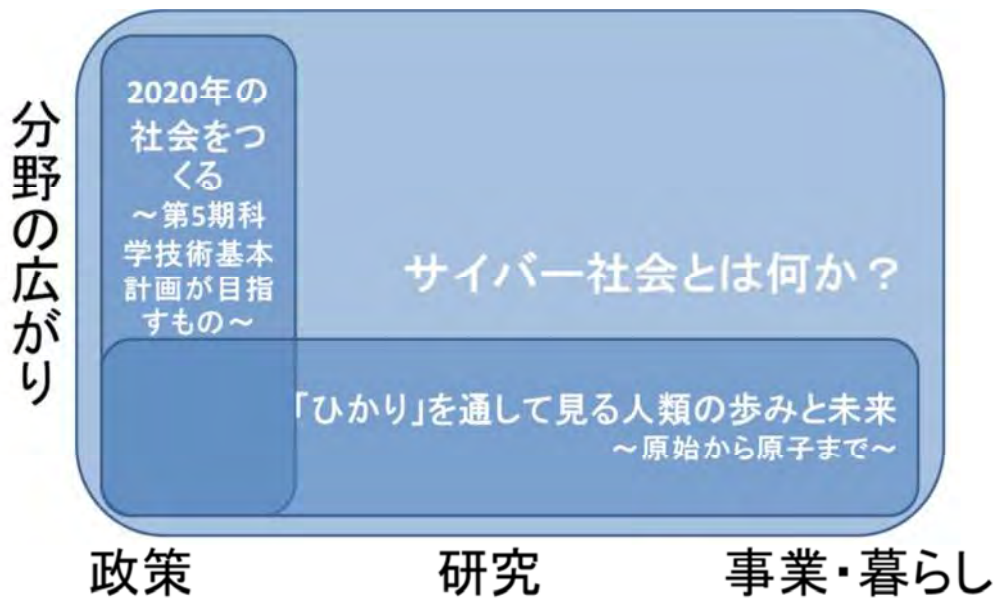 分野の広がり
2020年の
社会をつ
くる
～第5期科
学技術基本
計画が目指
すもの～
サイバー社会とは何か？
「ひかり」を通して見る人類の歩みと未来
～原始から原子まで～
政策
研究
事業・暮らし